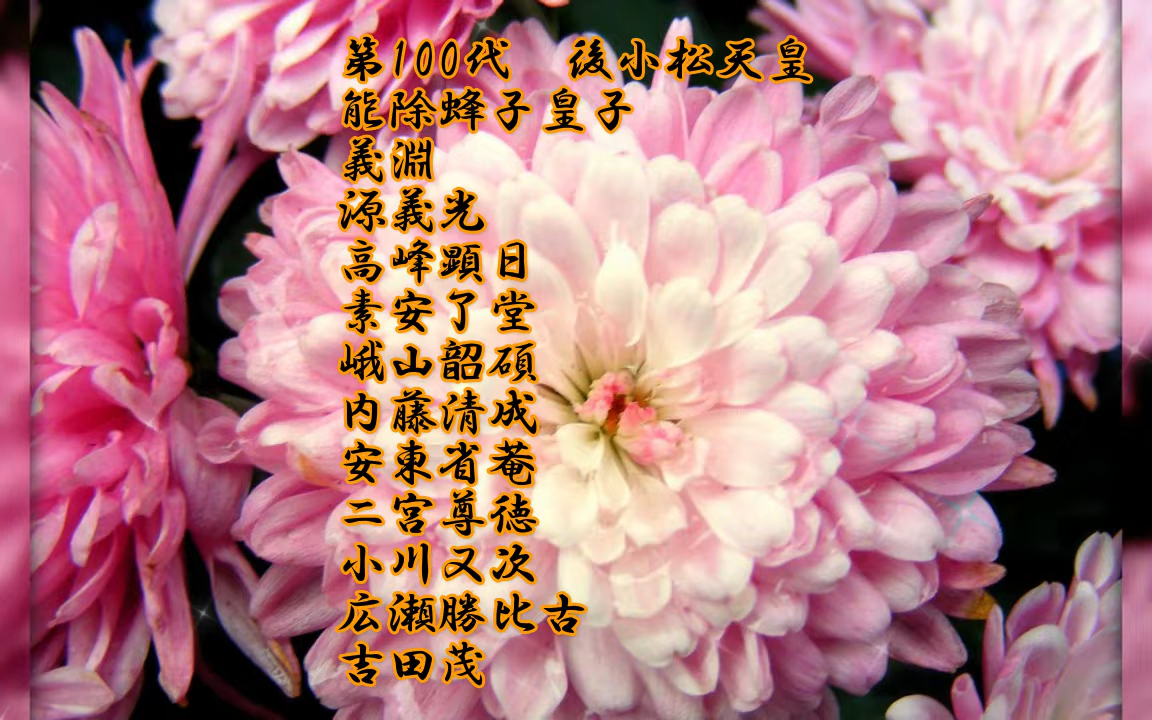 第100代　後小松天皇
能除蜂子皇子
義淵
源義光
高峰顕日
素安了堂
峨山韶碩
内藤清成
安東省菴
二宮尊徳
小川又次
広瀬勝比古
吉田茂